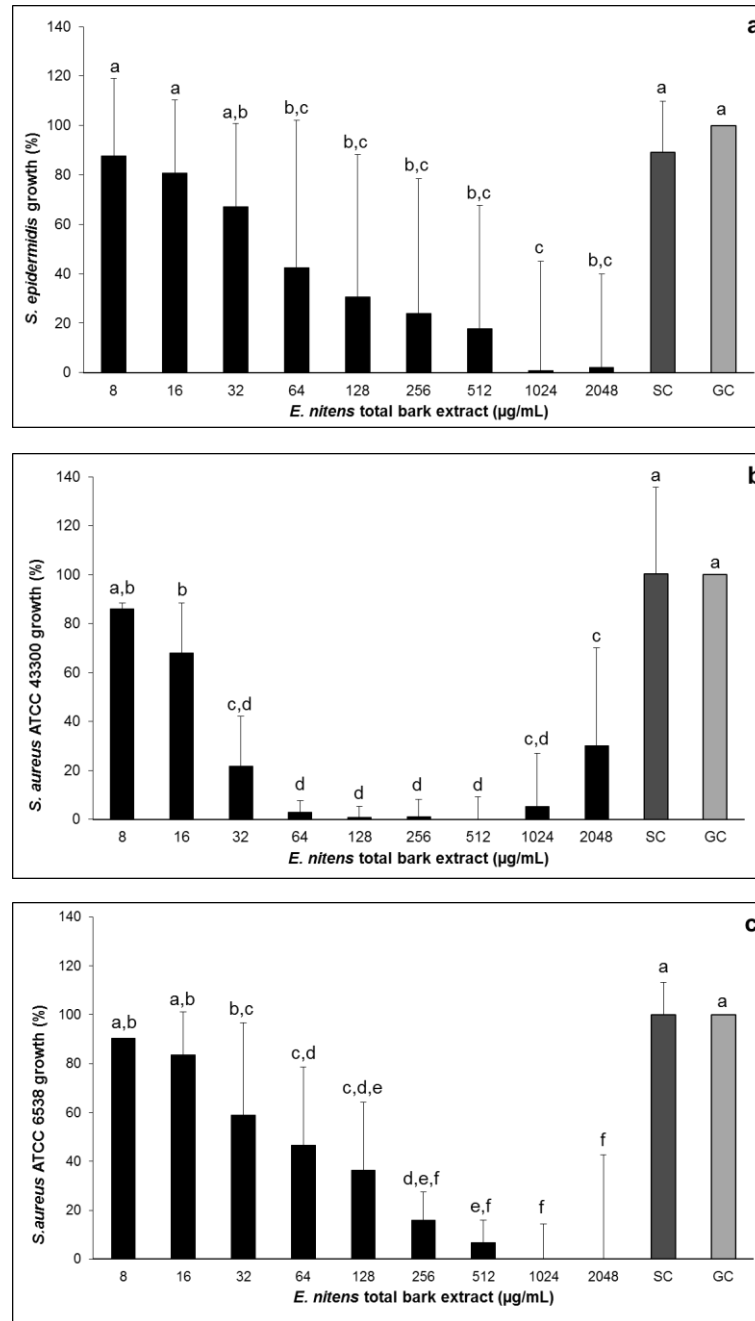 a
140
120
100
80
60
40
20
0
S. epidermidis growth (%)
a a a,b b,c b,c b,c b,c c b,c a a
8 16 32 64 128 256 512 1024 2048 SC GC
E. nitens total bark extract (µg/mL)
b
140
120
100
80
60
40
20
0
S. aureus ATCC 43300 growth (%)
a,b b c,d d d d d c,d c a a
8 16 32 64 128 256 512 1024 2048 SC GC
E. nitens total bark extract (µg/mL)
c
140
120
100
80
60
40
20
0
S.aureus ATCC 6538 growth (%)
a,b a,b b,c c,d c,d,e d,e,f e,f f f a a
8 16 32 64 128 256 512 1024 2048 SC GC
E. nitens total bark extract (µg/mL)